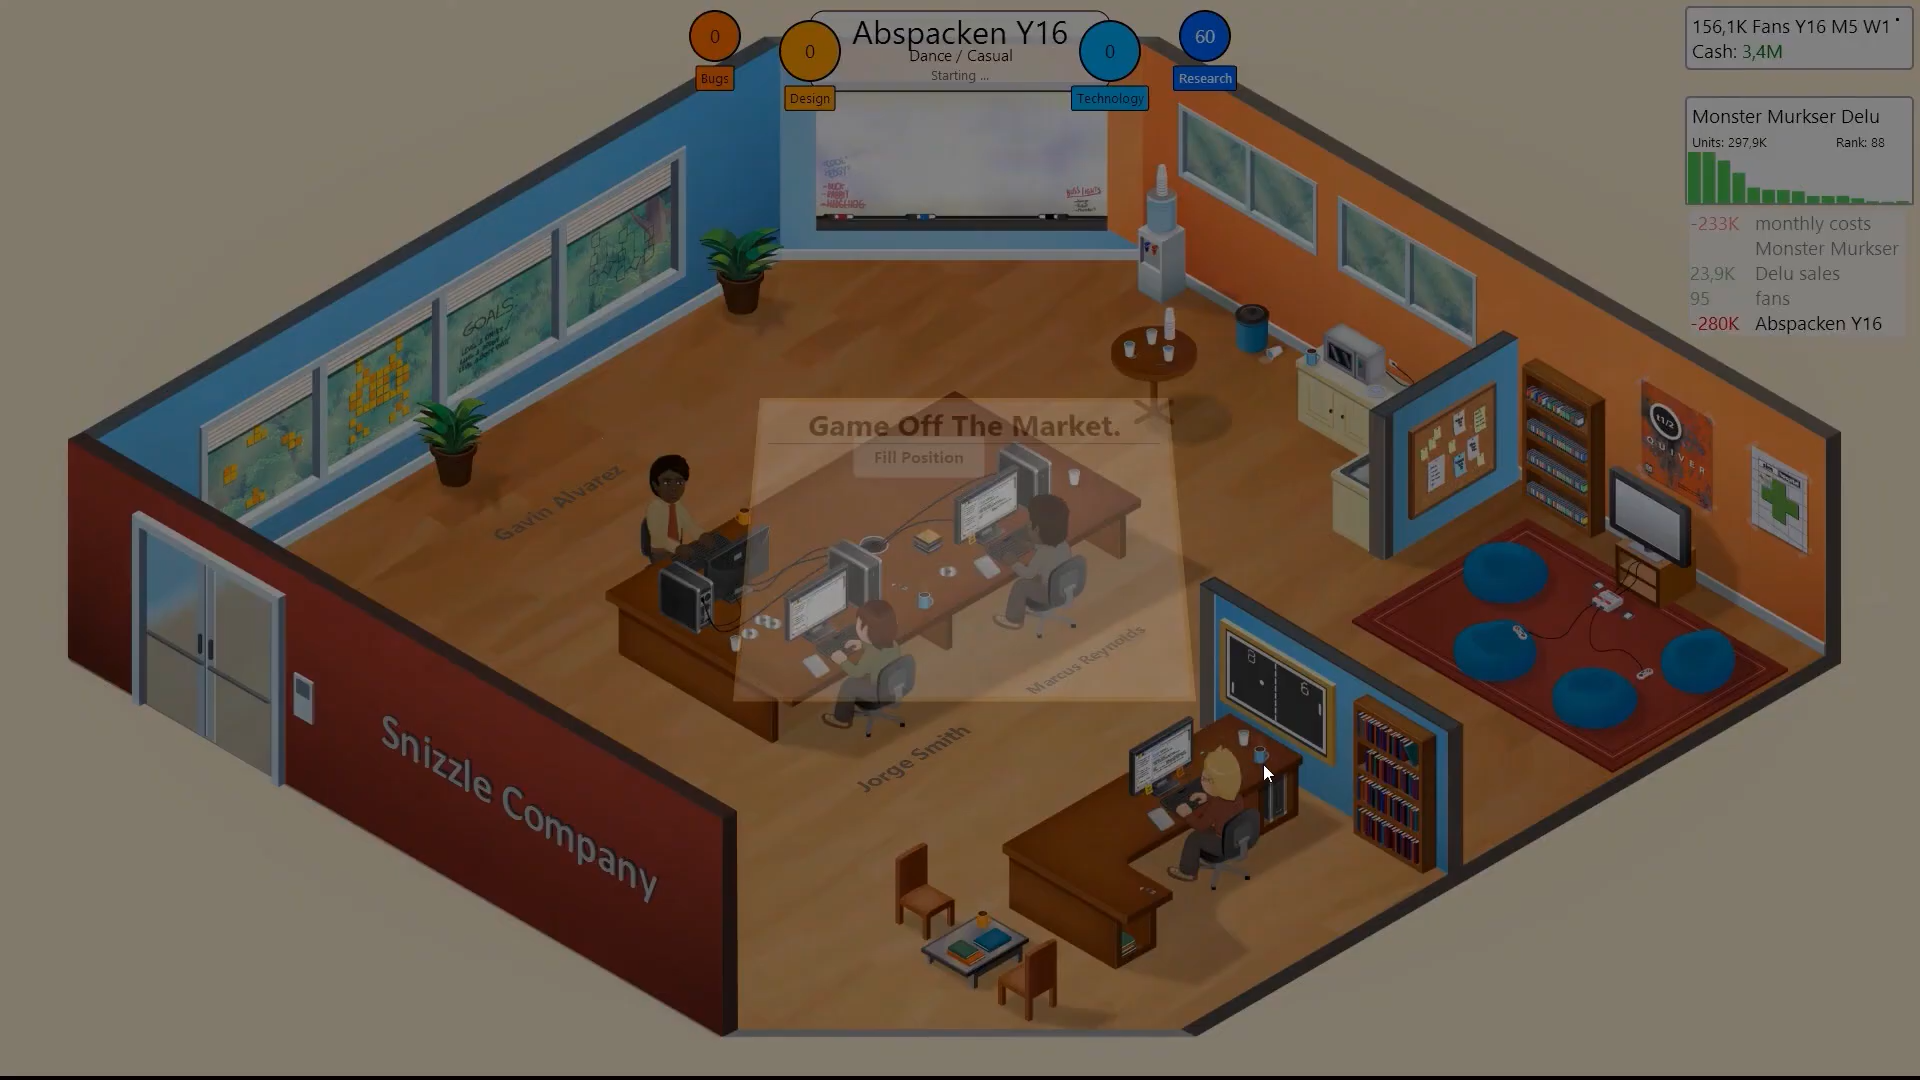 0
Bugs
0
Design
Abspacken Y16
Dance / Casual
Starting ...
0
Technology
60
Research
156,1K Fans Y16 M5 W1
Cash: 3,4M
Monster Murkser Delu
Units: 297,9K Rank: 88
-233K monthly costs
Monster Murkser
23,9K Delu sales
95 fans
-280K Abspacken Y16
GOALS:
Game Off The Market.
Fill Position
Gavin Alvarez
Marcus Reynolds
Jorge Smith
Snizzle Company
t1/2
QUIVER